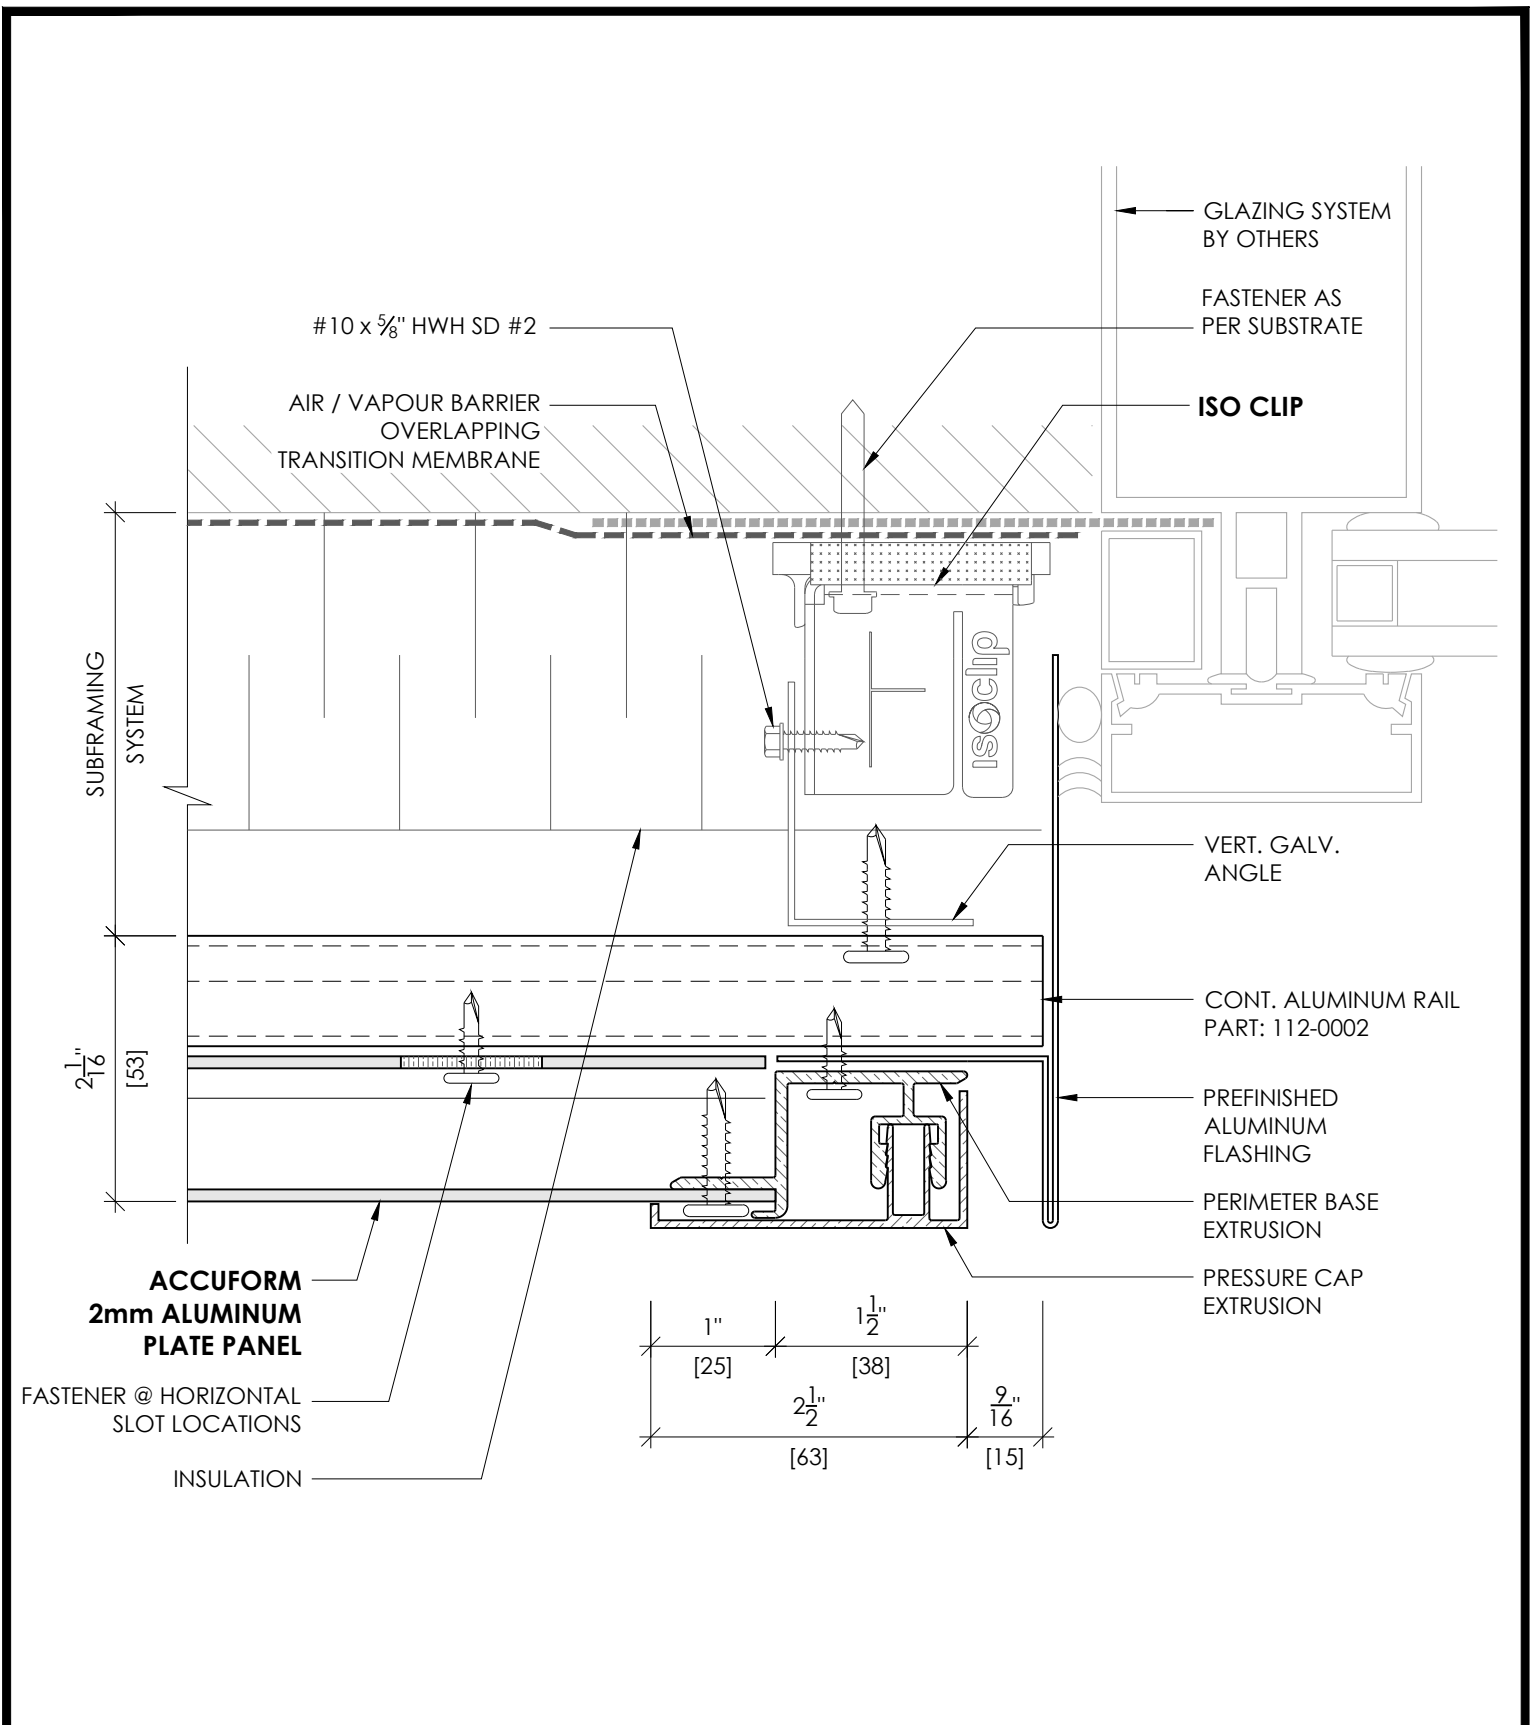 GLAZING SYSTEM
BY OTHERS
FASTENER AS
PER SUBSTRATE
#10 x 5/8" HWH SD #2
AIR / VAPOUR BARRIER
OVERLAPPING
TRANSITION MEMBRANE
ISO CLIP
SUBFRAMING
SYSTEM
isoclip
VERT. GALV.
ANGLE
CONT. ALUMINUM RAIL
PART: 112-0002
2 1/16"
[53]
PREFINISHED
ALUMINUM
FLASHING
PERIMETER BASE
EXTRUSION
PRESSURE CAP
EXTRUSION
ACCUFORM
2mm ALUMINUM
PLATE PANEL
FASTENER @ HORIZONTAL
SLOT LOCATIONS
INSULATION
1"
[25]
1 1/2"
[38]
2 1/2"
[63]
9/16"
[15]